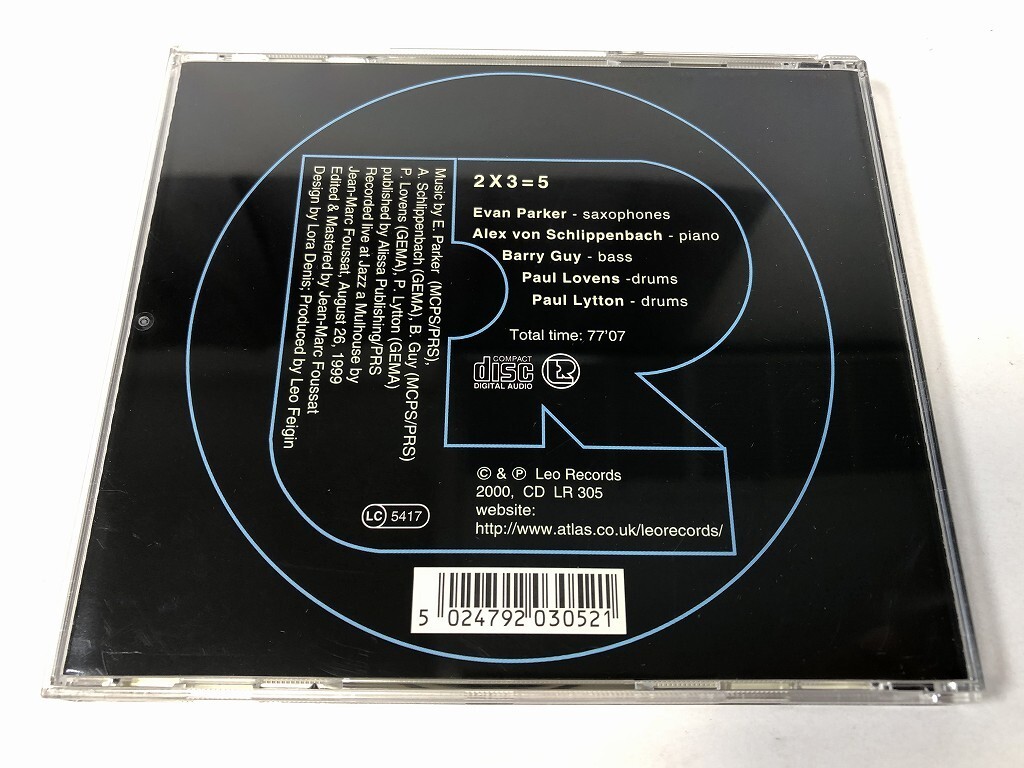 2 X 3 = 5
Evan Parker - saxophones
Alex von Schlippenbach - piano
Barry Guy - bass
Paul Lovens -drums
Paul Lytton - drums
Total time: 77'07
COMPACT
disc
DIGITAL AUDIO
LR
Music by E. Parker (MCPS/PRS),
A. Schlippenbach (GEMA), B. Guy (MCPS/PRS)
P. Lovens (GEMA), P. Lytton (GEMA)
published by Alissa Publishing/PRS
Recorded live at Jazz a Mulhouse by
Jean-Marc Foussat, August 26, 1999
Edited & Mastered by Jean-Marc Foussat
Design by Lora Denis; Produced by Leo Feigin
© & ℗ Leo Records
2000, CD LR 305
website:
http://www.atlas.co.uk/leorecords/
LC 5417
5 024792 030521